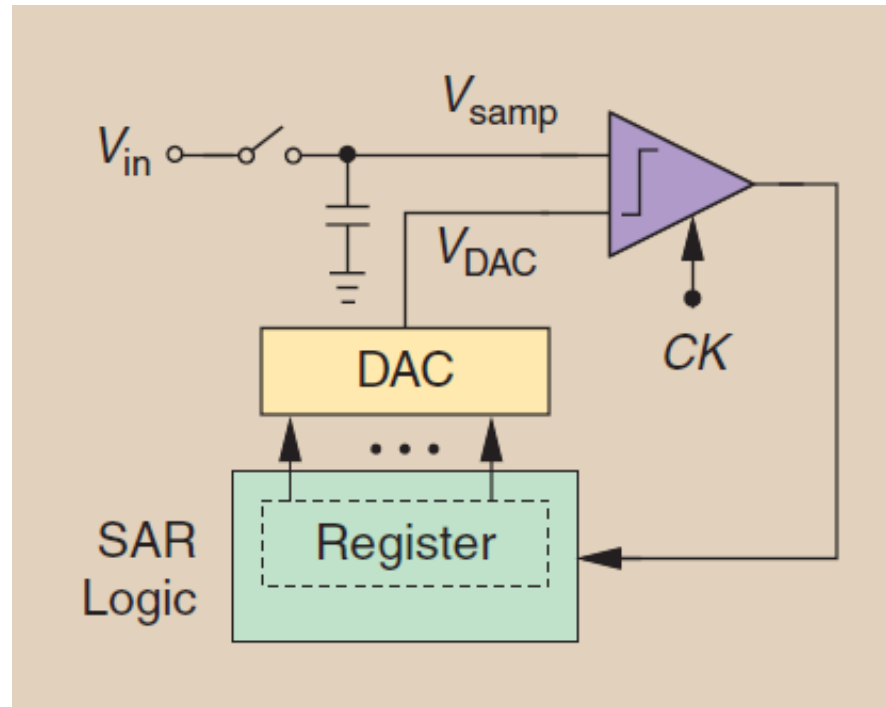 V_samp
V_in
V_DAC
CK
DAC
...
Register
SAR
Logic